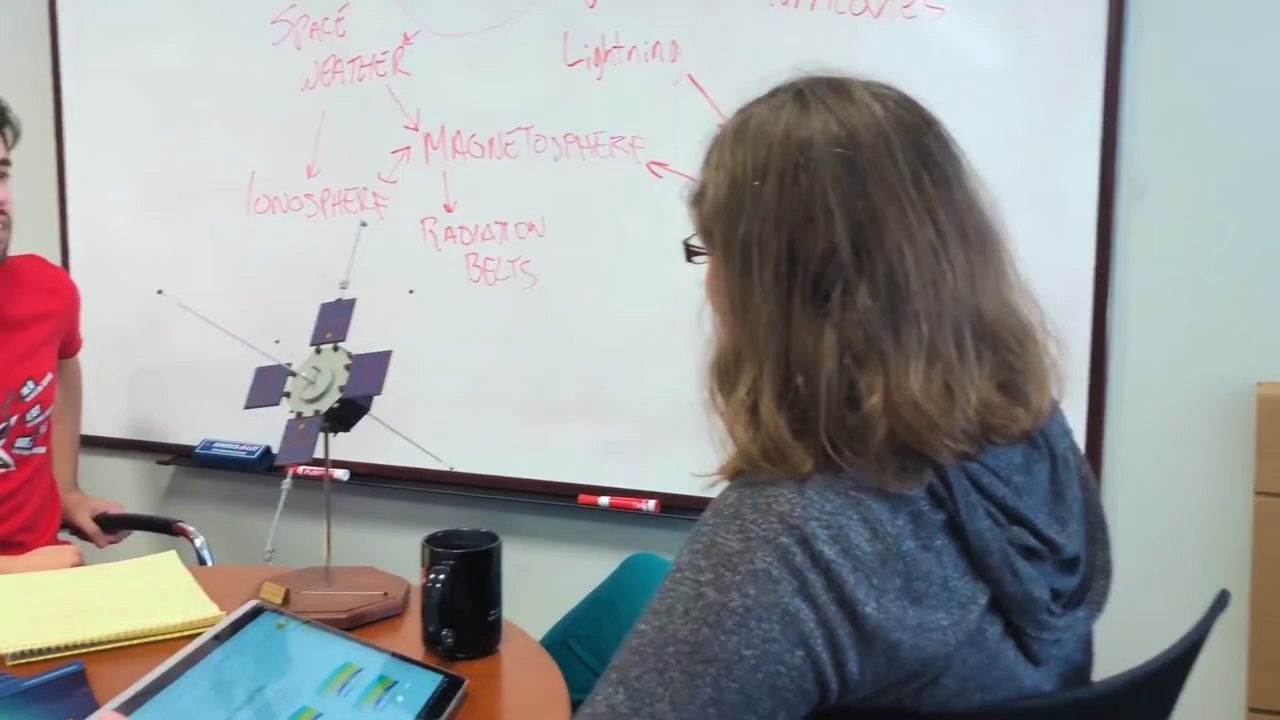 SPACE
WEATHER
Lightning
MAGNETOSPHERE
IONOSPHERE
RADIATION
BELTS